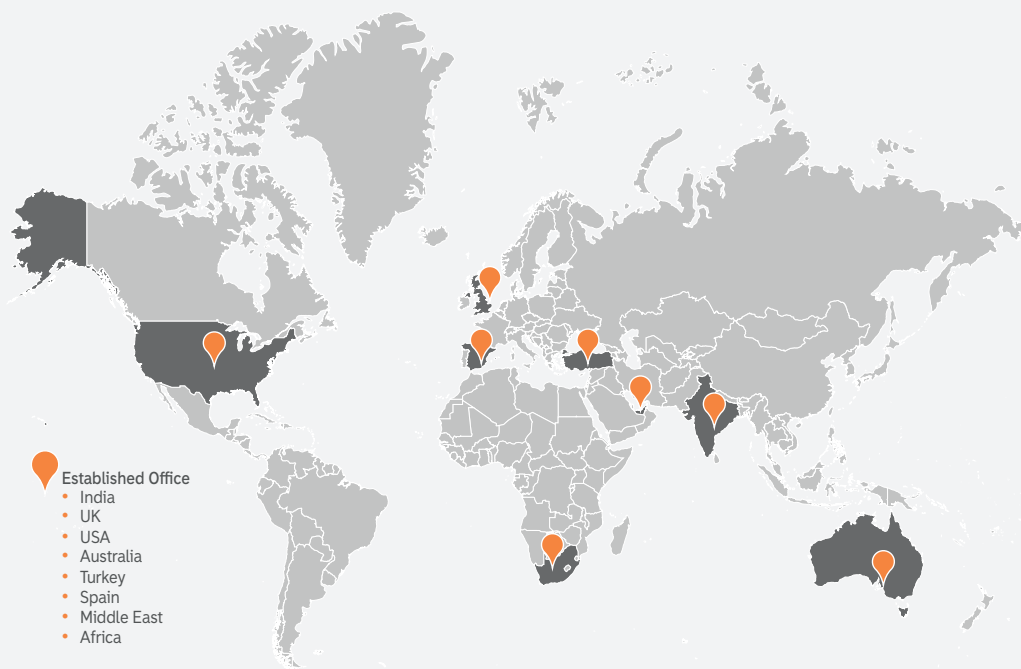 Established Office
• India
• UK
• USA
• Australia
• Turkey
• Spain
• Middle East
• Africa